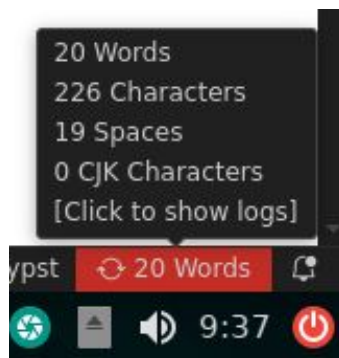 20 Words
226 Characters
19 Spaces
0 CJK Characters
[Click to show logs]
ypst 20 Words
9:37